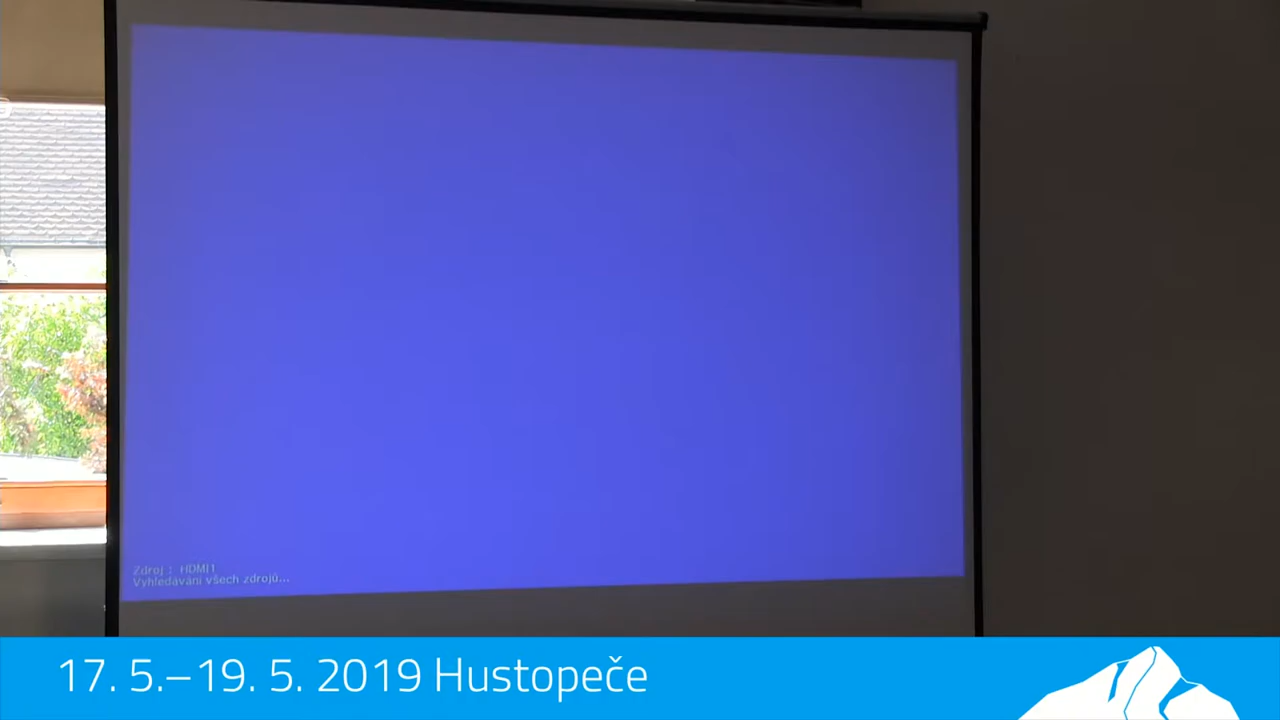 Zdroj : HDMI1
Vyhledávání všech zdrojů...
17. 5.–19. 5. 2019 Hustopeče